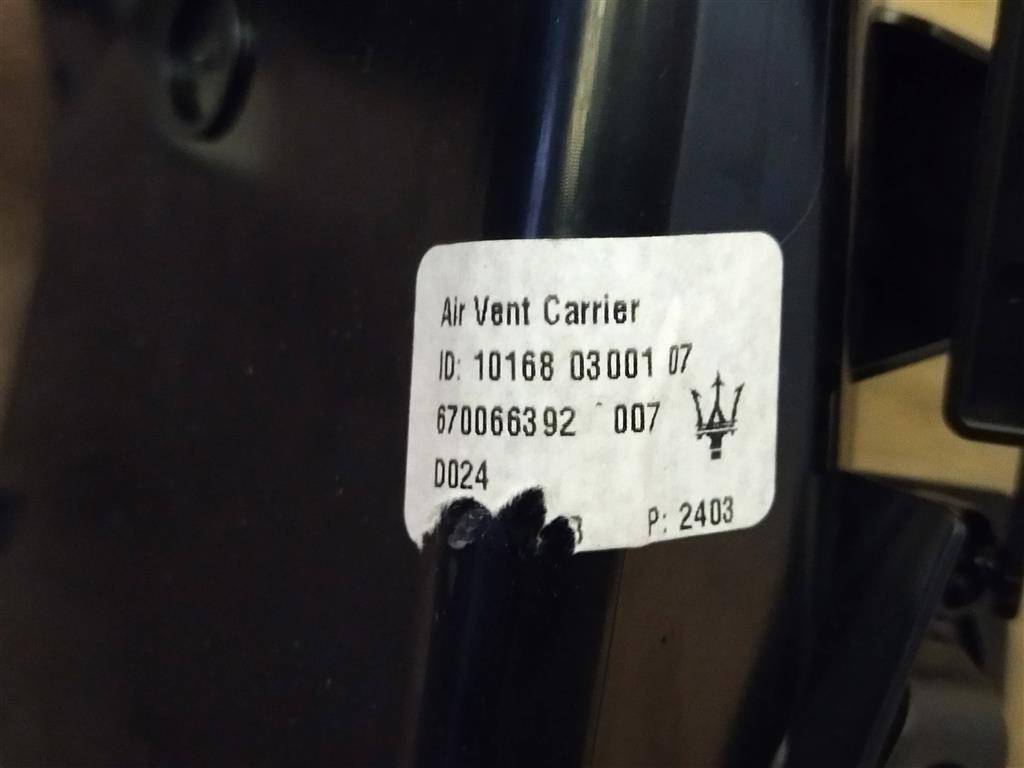 Air Vent Carrier
ID: 10168 03001 07
670066392 007
D024
P: 2403